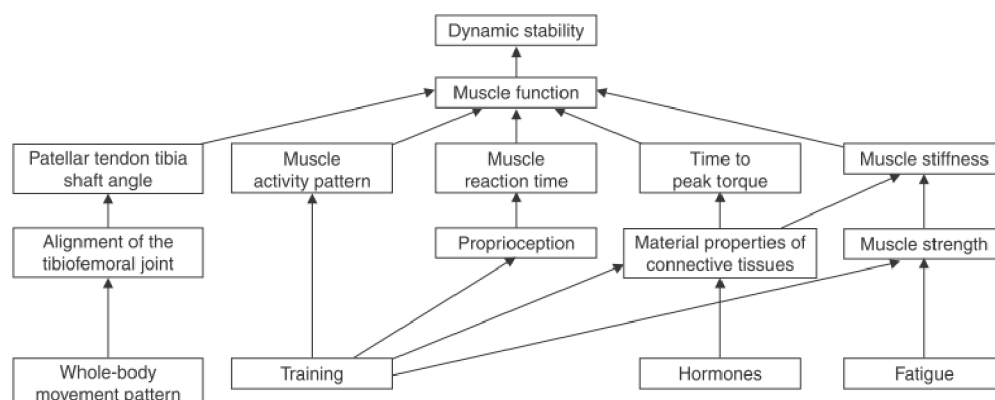 Dynamic stability
Muscle function
Patellar tendon tibia
shaft angle
Muscle
activity pattern
Muscle
reaction time
Time to
peak torque
Muscle stiffness
Alignment of the
tibiofemoral joint
Proprioception
Material properties of
connective tissues
Muscle strength
Whole-body
movement pattern
Training
Hormones
Fatigue